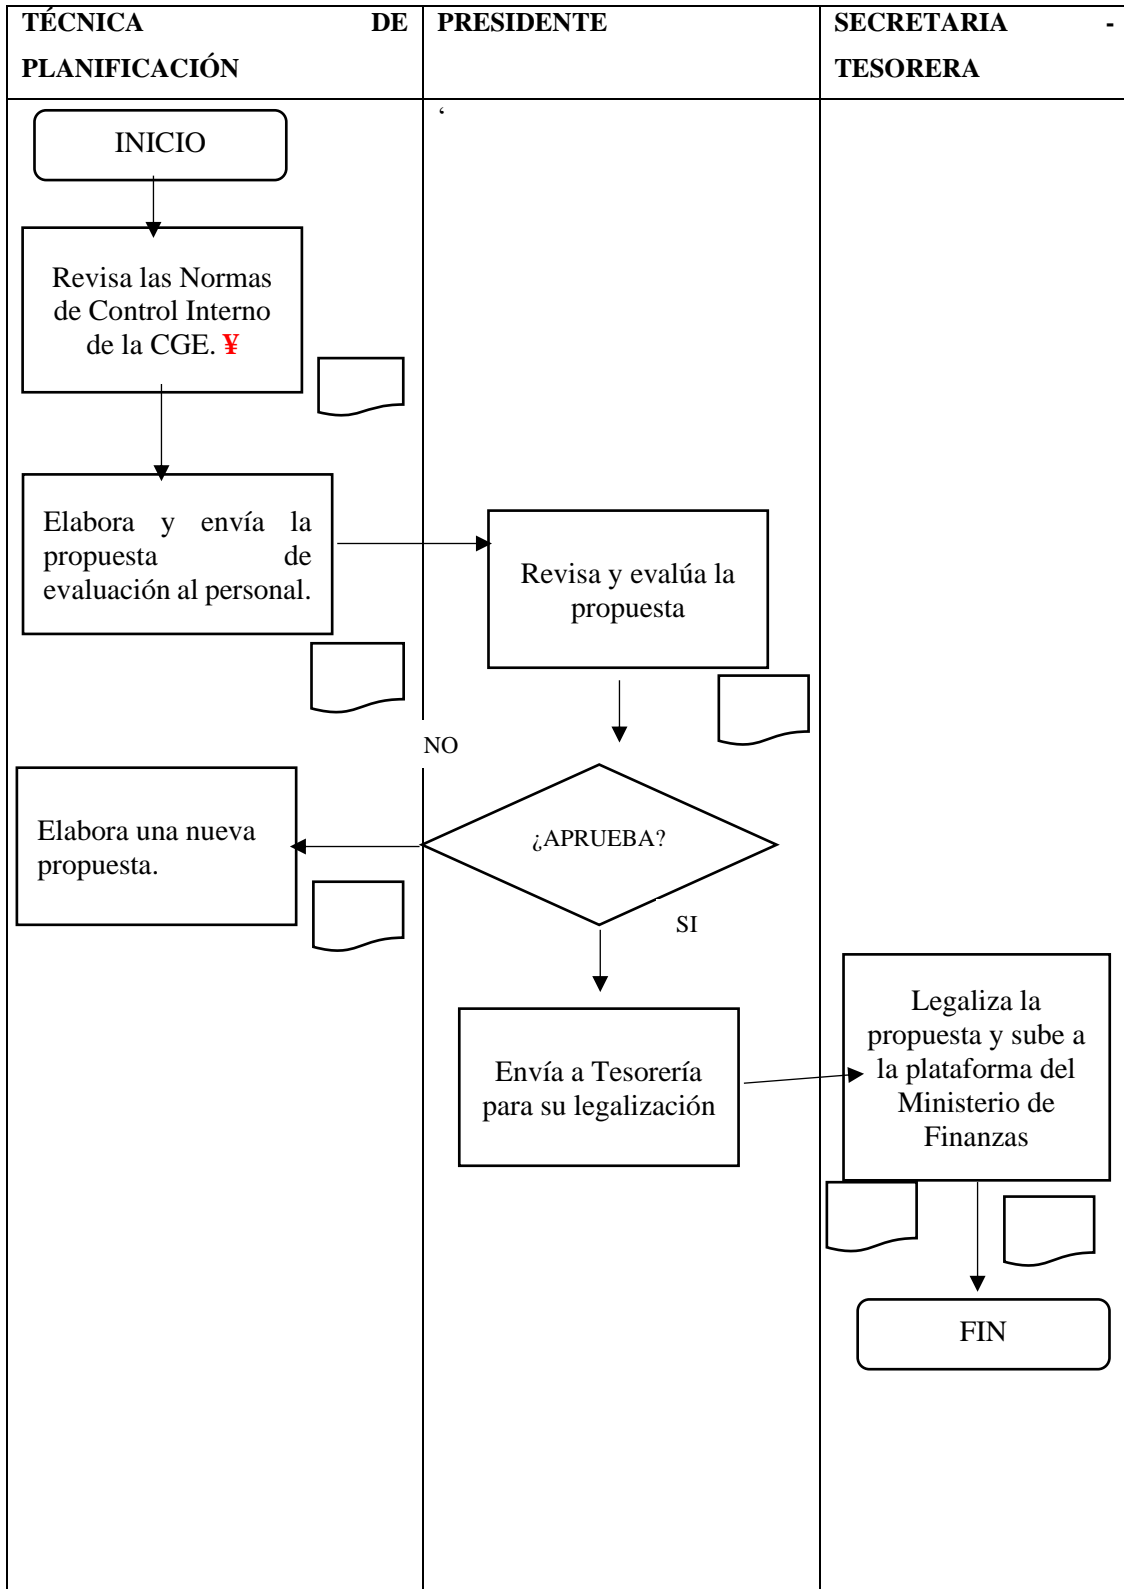 TÉCNICA DE
PLANIFICACIÓN
PRESIDENTE
SECRETARIA -
TESORERA
‘
INICIO
Revisa las Normas
de Control Interno
de la CGE. ¥
Elabora y envía la
propuesta de
evaluación al personal.
Revisa y evalúa la
propuesta
NO
¿APRUEBA?
Elabora una nueva
propuesta.
SI
Envía a Tesorería
para su legalización
Legaliza la
propuesta y sube a
la plataforma del
Ministerio de
Finanzas
FIN